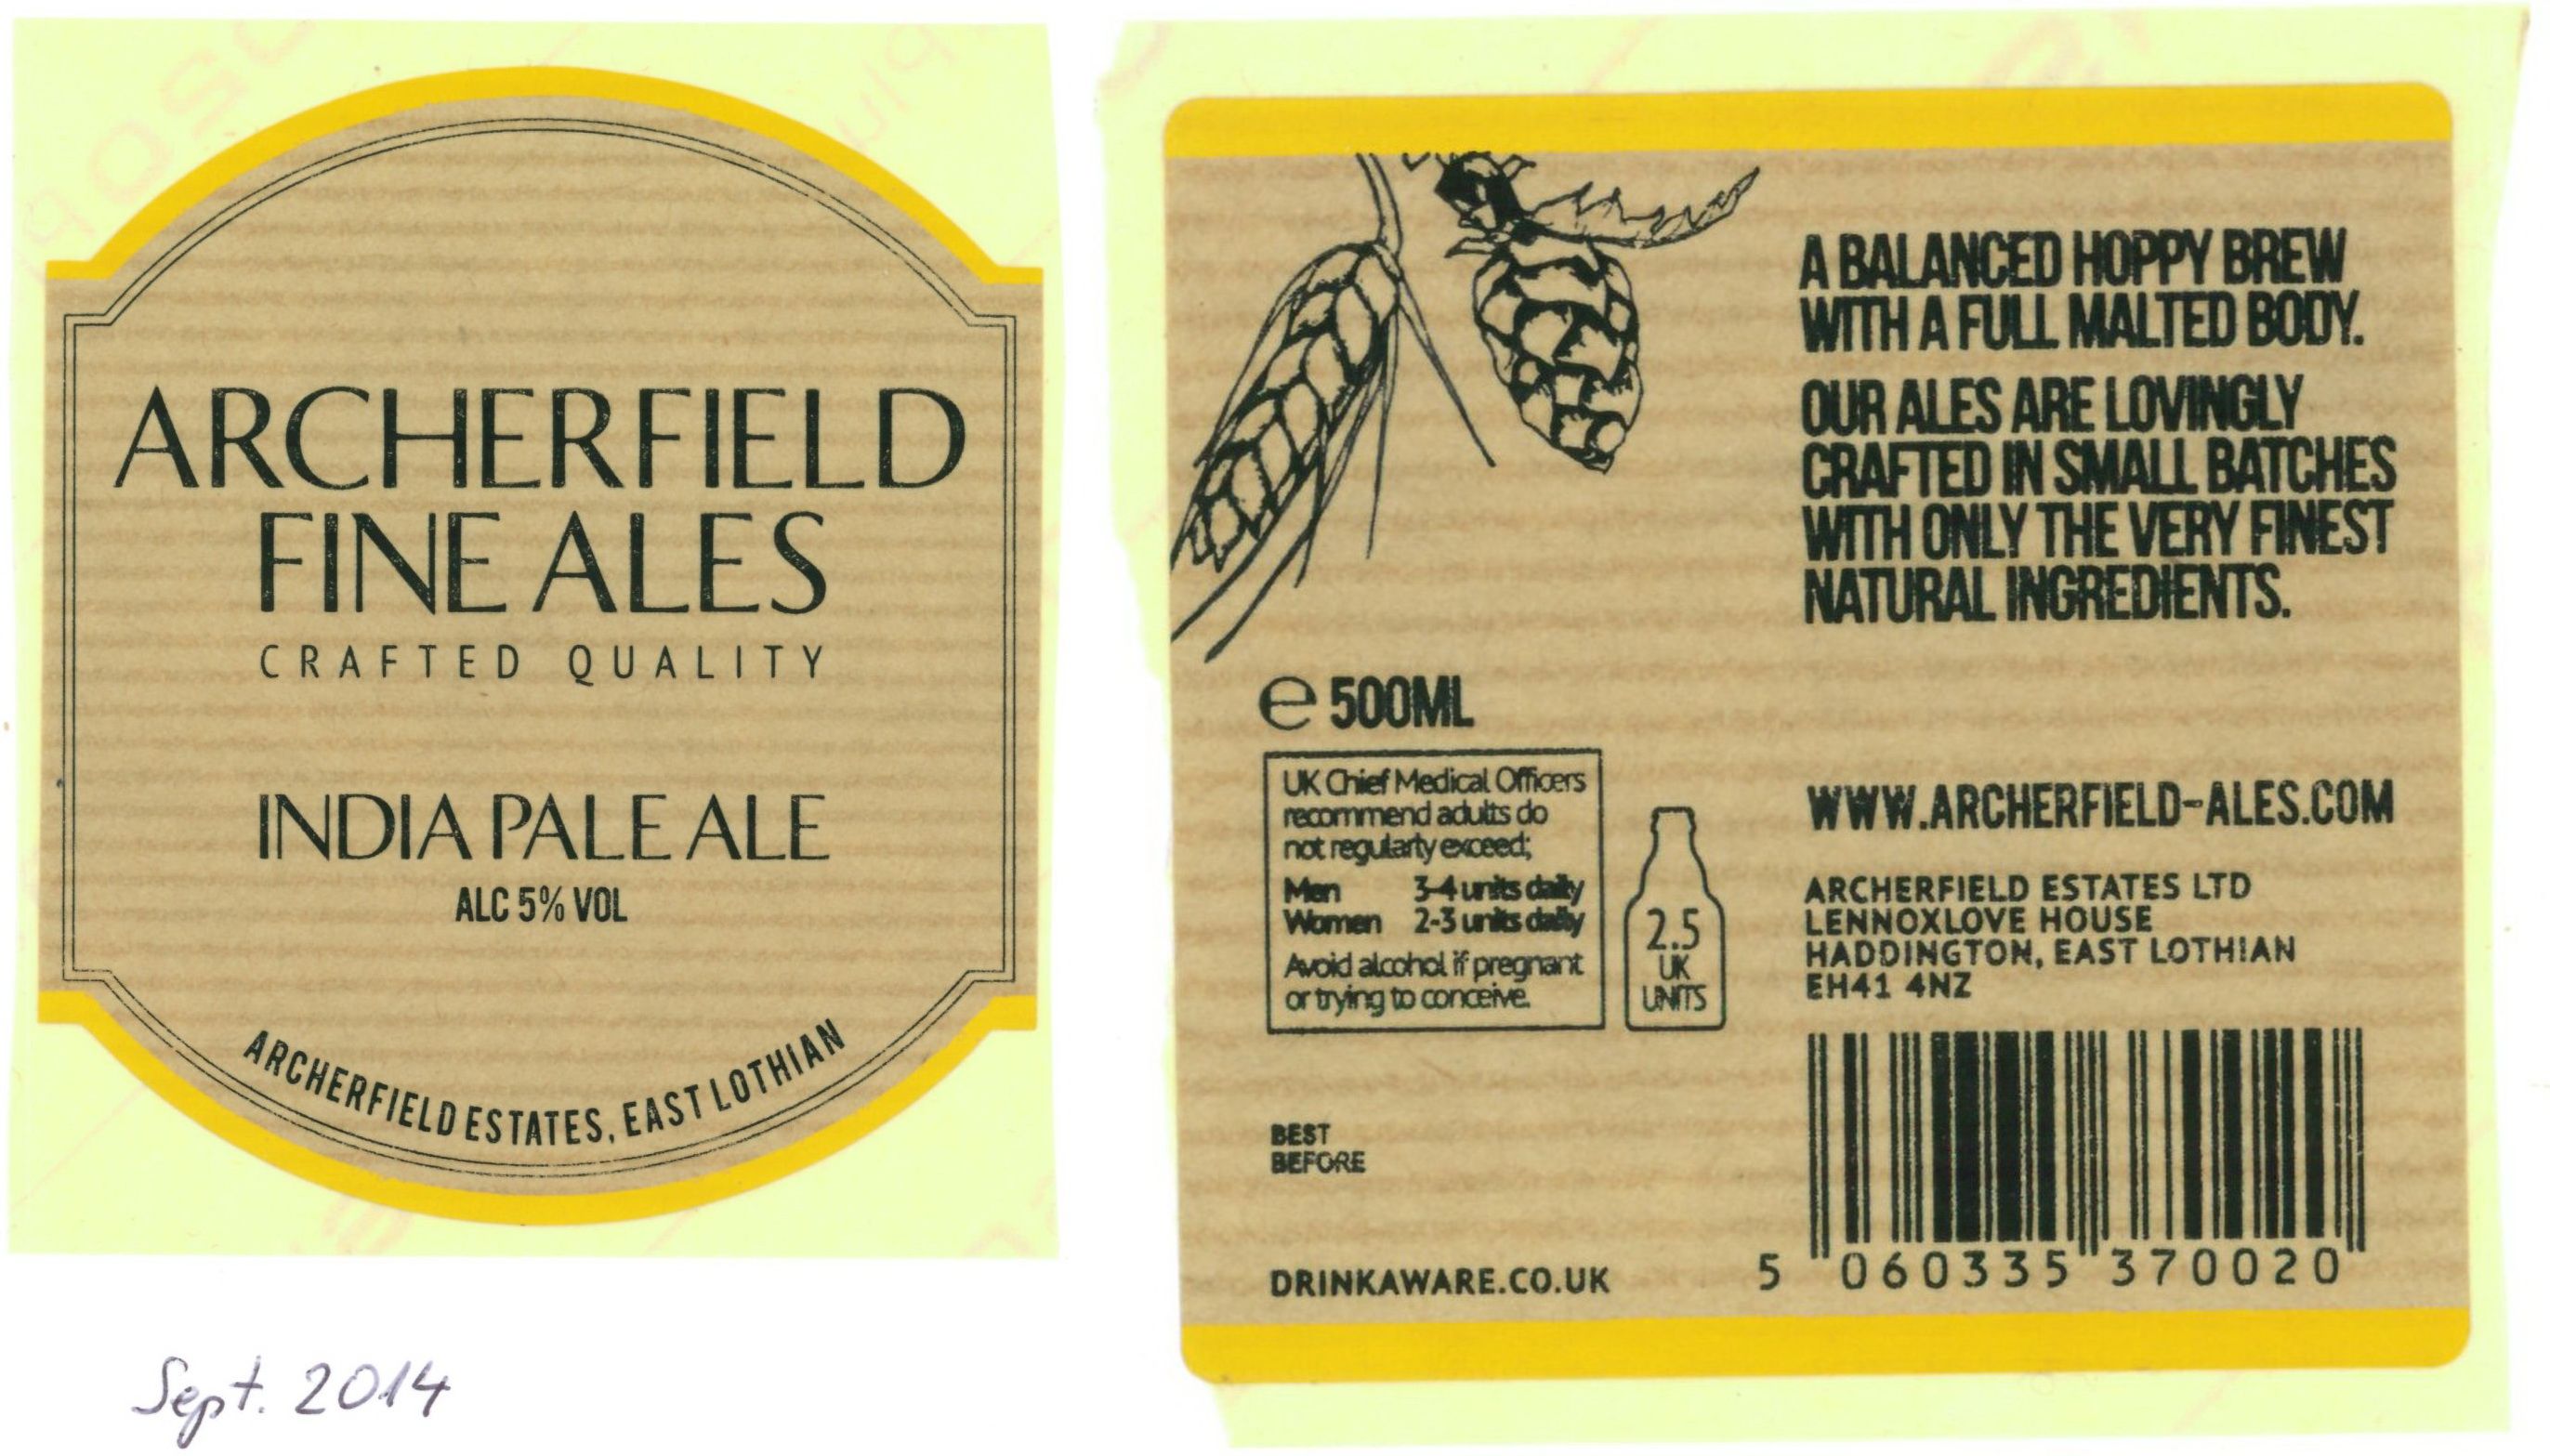 ARCHERFIELD
FINE ALES
CRAFTED QUALITY
INDIA PALE ALE
ALC 5% VOL
ARCHERFIELD ESTATES, EAST LOTHIAN
Sept. 2014
A BALANCED HOPPY BREW
WITH A FULL MALTED BODY.
OUR ALES ARE LOVINGLY
CRAFTED IN SMALL BATCHES
WITH ONLY THE VERY FINEST
NATURAL INGREDIENTS.
e 500ML
UK Chief Medical Officers
recommend adults do
not regularly exceed;
Men 3-4 units daily
Women 2-3 units daily
Avoid alcohol if pregnant
or trying to conceive.
2.5
UK
UNITS
WWW.ARCHERFIELD-ALES.COM
ARCHERFIELD ESTATES LTD
LENNOXLOVE HOUSE
HADDINGTON, EAST LOTHIAN
EH41 4NZ
BEST
BEFORE
DRINKAWARE.CO.UK
5 060335 370020